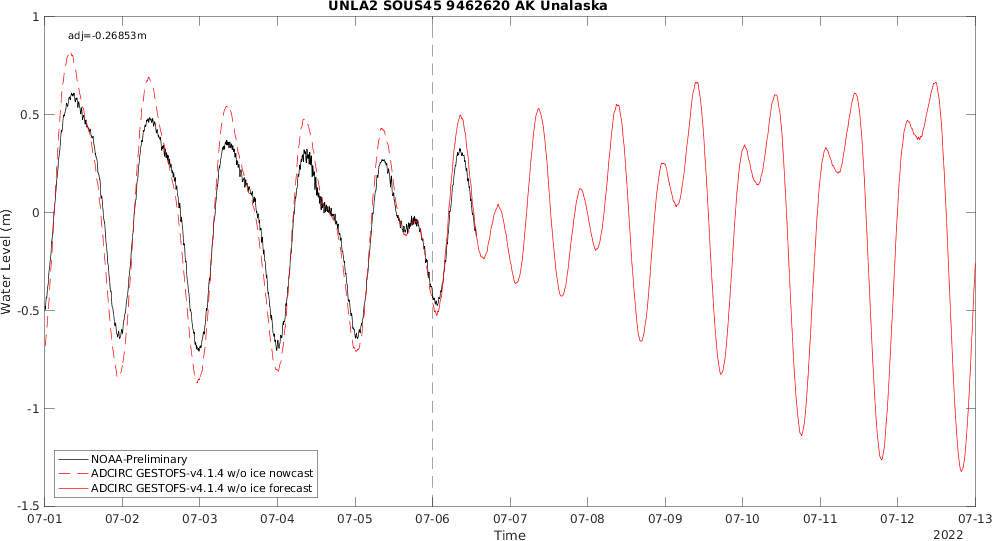 UNLA2 SOUS45 9462620 AK Unalaska
adj=-0.26853m
1
0.5
0
-0.5
-1
-1.5
Water Level (m)
NOAA-Preliminary
ADCIRC GESTOFS-v4.1.4 w/o ice nowcast
ADCIRC GESTOFS-v4.1.4 w/o ice forecast
07-01 07-02 07-03 07-04 07-05 07-06 07-07 07-08 07-09 07-10 07-11 07-12 07-13
Time
2022